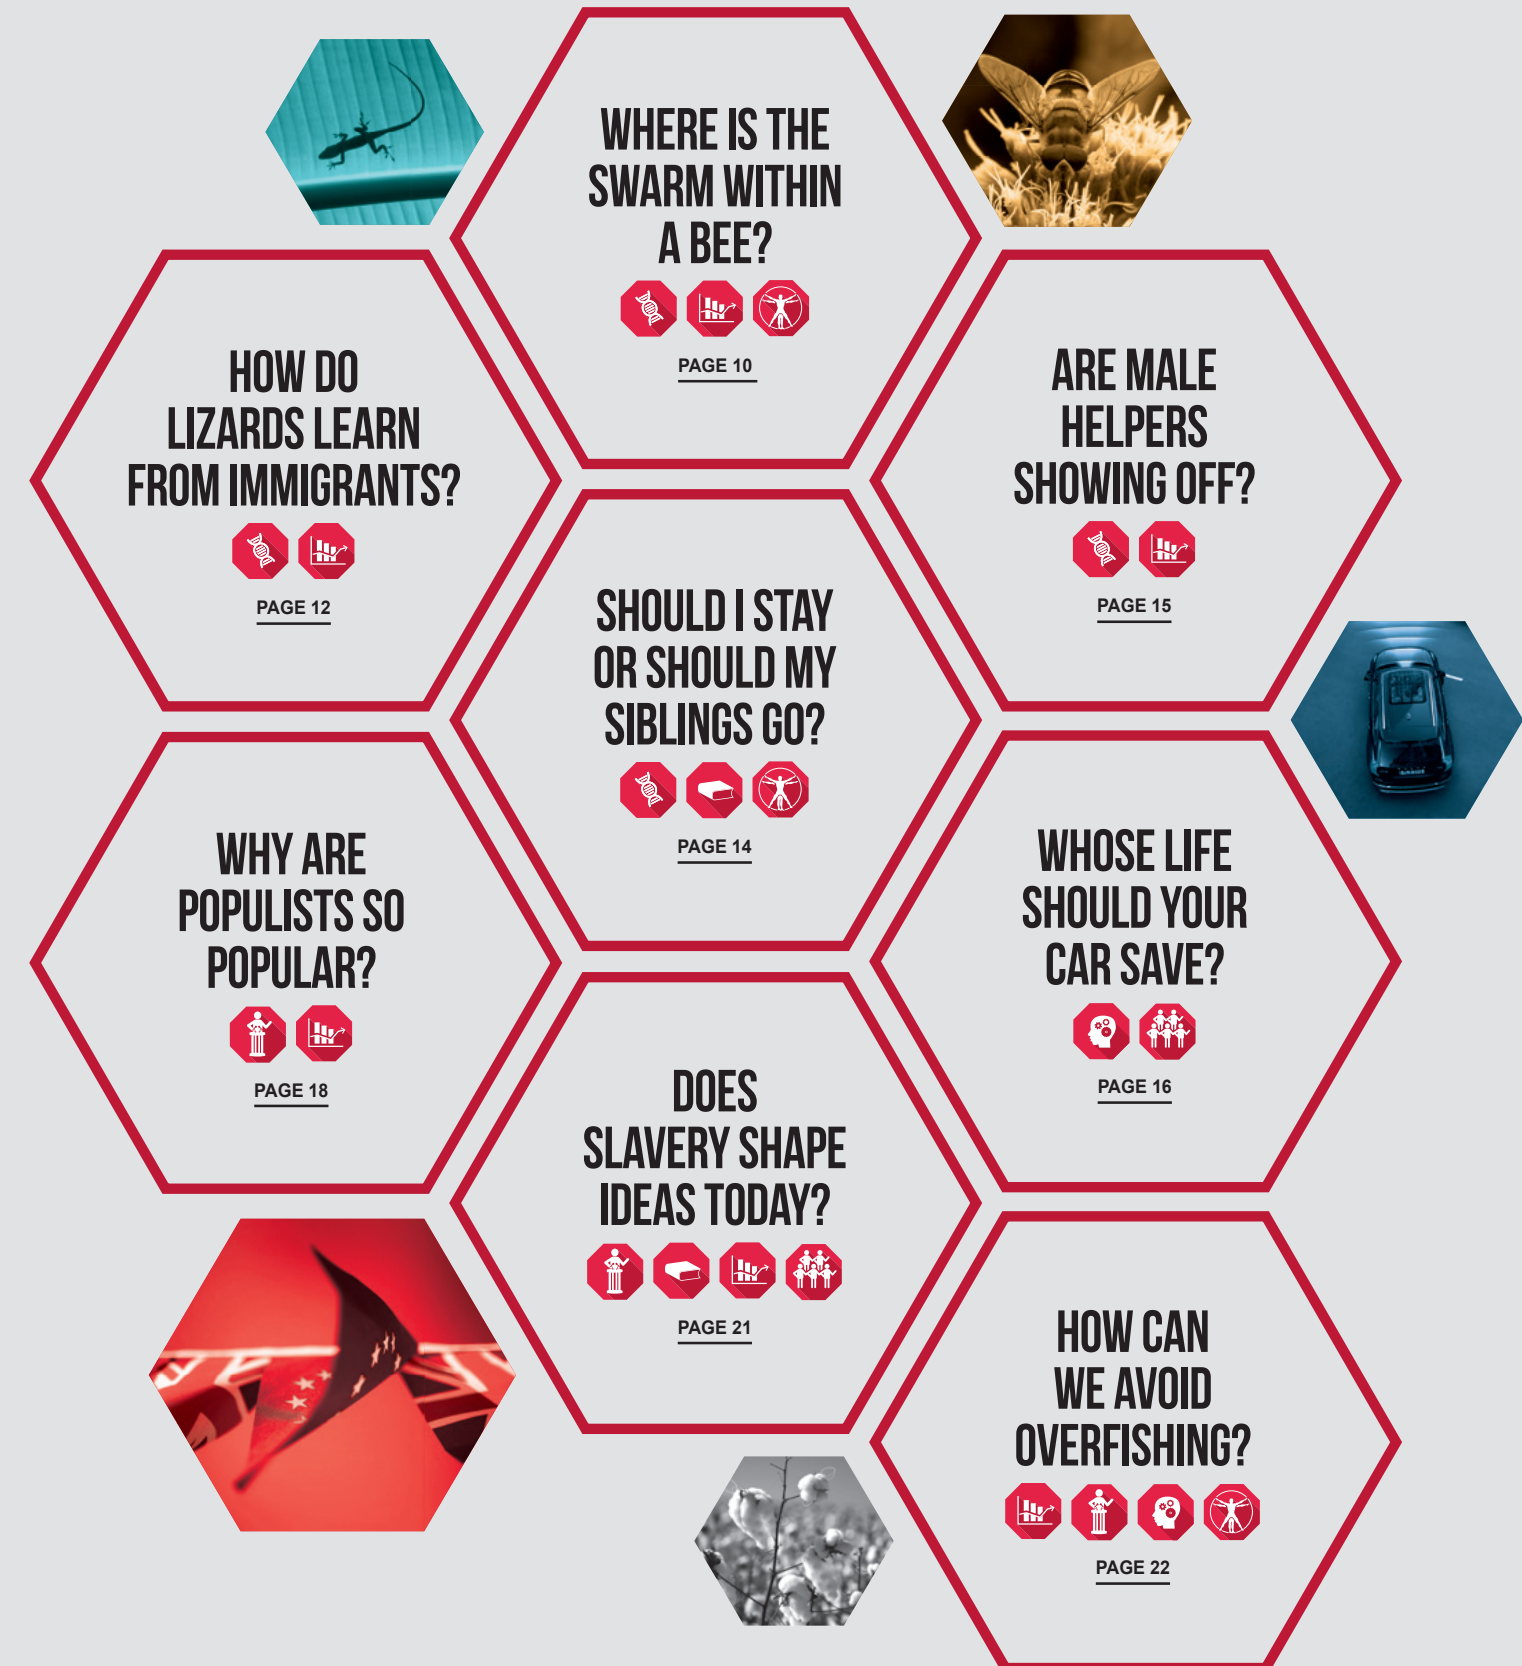 WHERE IS THE
SWARM WITHIN
A BEE?
PAGE 10
HOW DO
LIZARDS LEARN
FROM IMMIGRANTS?
PAGE 12
ARE MALE
HELPERS
SHOWING OFF?
PAGE 15
SHOULD I STAY
OR SHOULD MY
SIBLINGS GO?
PAGE 14
WHY ARE
POPULISTS SO
POPULAR?
PAGE 18
WHOSE LIFE
SHOULD YOUR
CAR SAVE?
PAGE 16
DOES
SLAVERY SHAPE
IDEAS TODAY?
PAGE 21
HOW CAN
WE AVOID
OVERFISHING?
PAGE 22